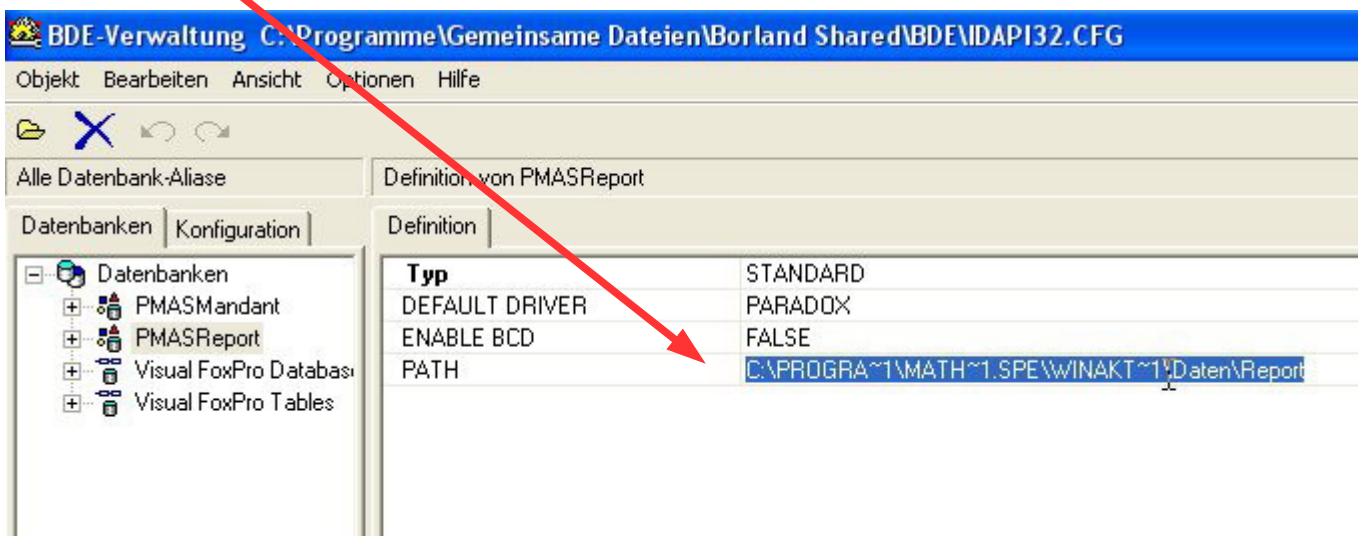 BDE-Verwaltung C:\Programme\Gemeinsame Dateien\Borland Shared\BDE\IDAPI32.CFG
Objekt Bearbeiten Ansicht Optionen Hilfe
Alle Datenbank-Aliase Definition von PMASReport
Datenbanken Konfiguration Definition
Datenbanken
PMASMandant
PMASReport
Visual FoxPro Databas
Visual FoxPro Tables
Typ STANDARD
DEFAULT DRIVER PARADOX
ENABLE BCD FALSE
PATH C:\PROGRA~1\MATH~1.SPE\WINAKT~1\Daten\Report